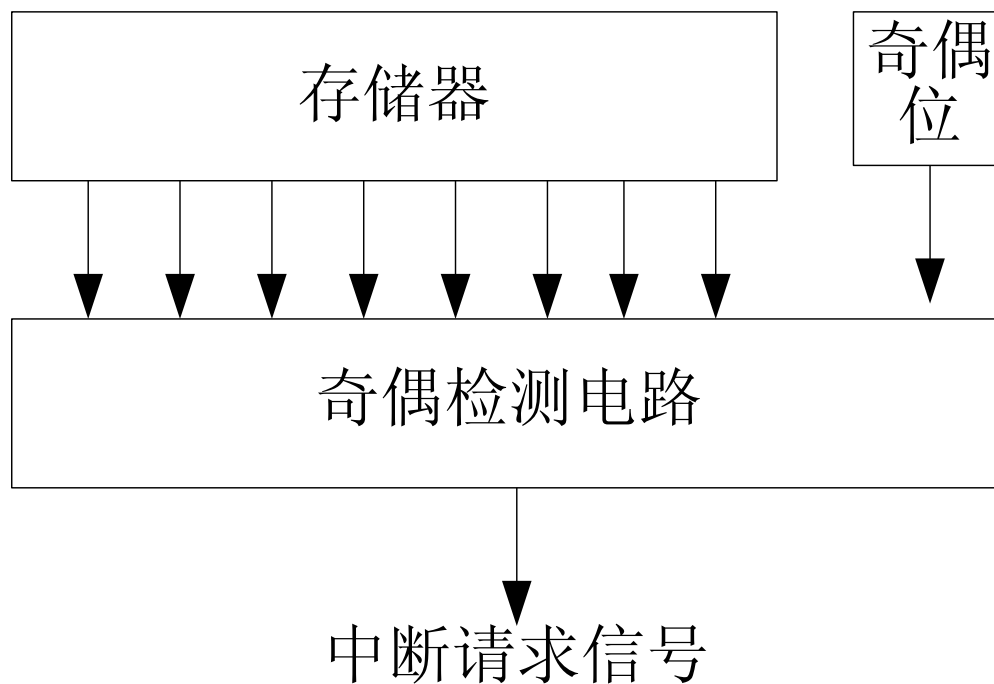 存储器
奇偶
位
奇偶检测电路
中断请求信号